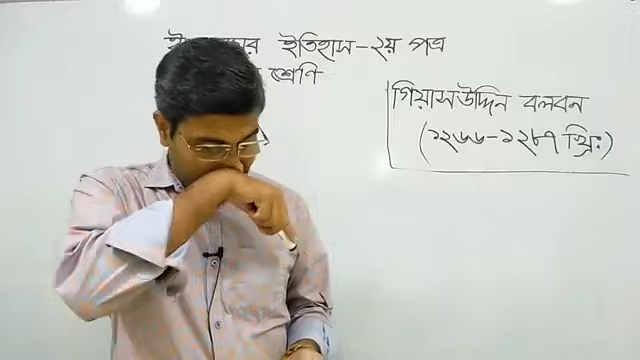 ইতিহাস-২য় পত্র
শ্রেণি
গিয়াসউদ্দিন বলবন
(১২৬৬-১২৮৭ খ্রি:)